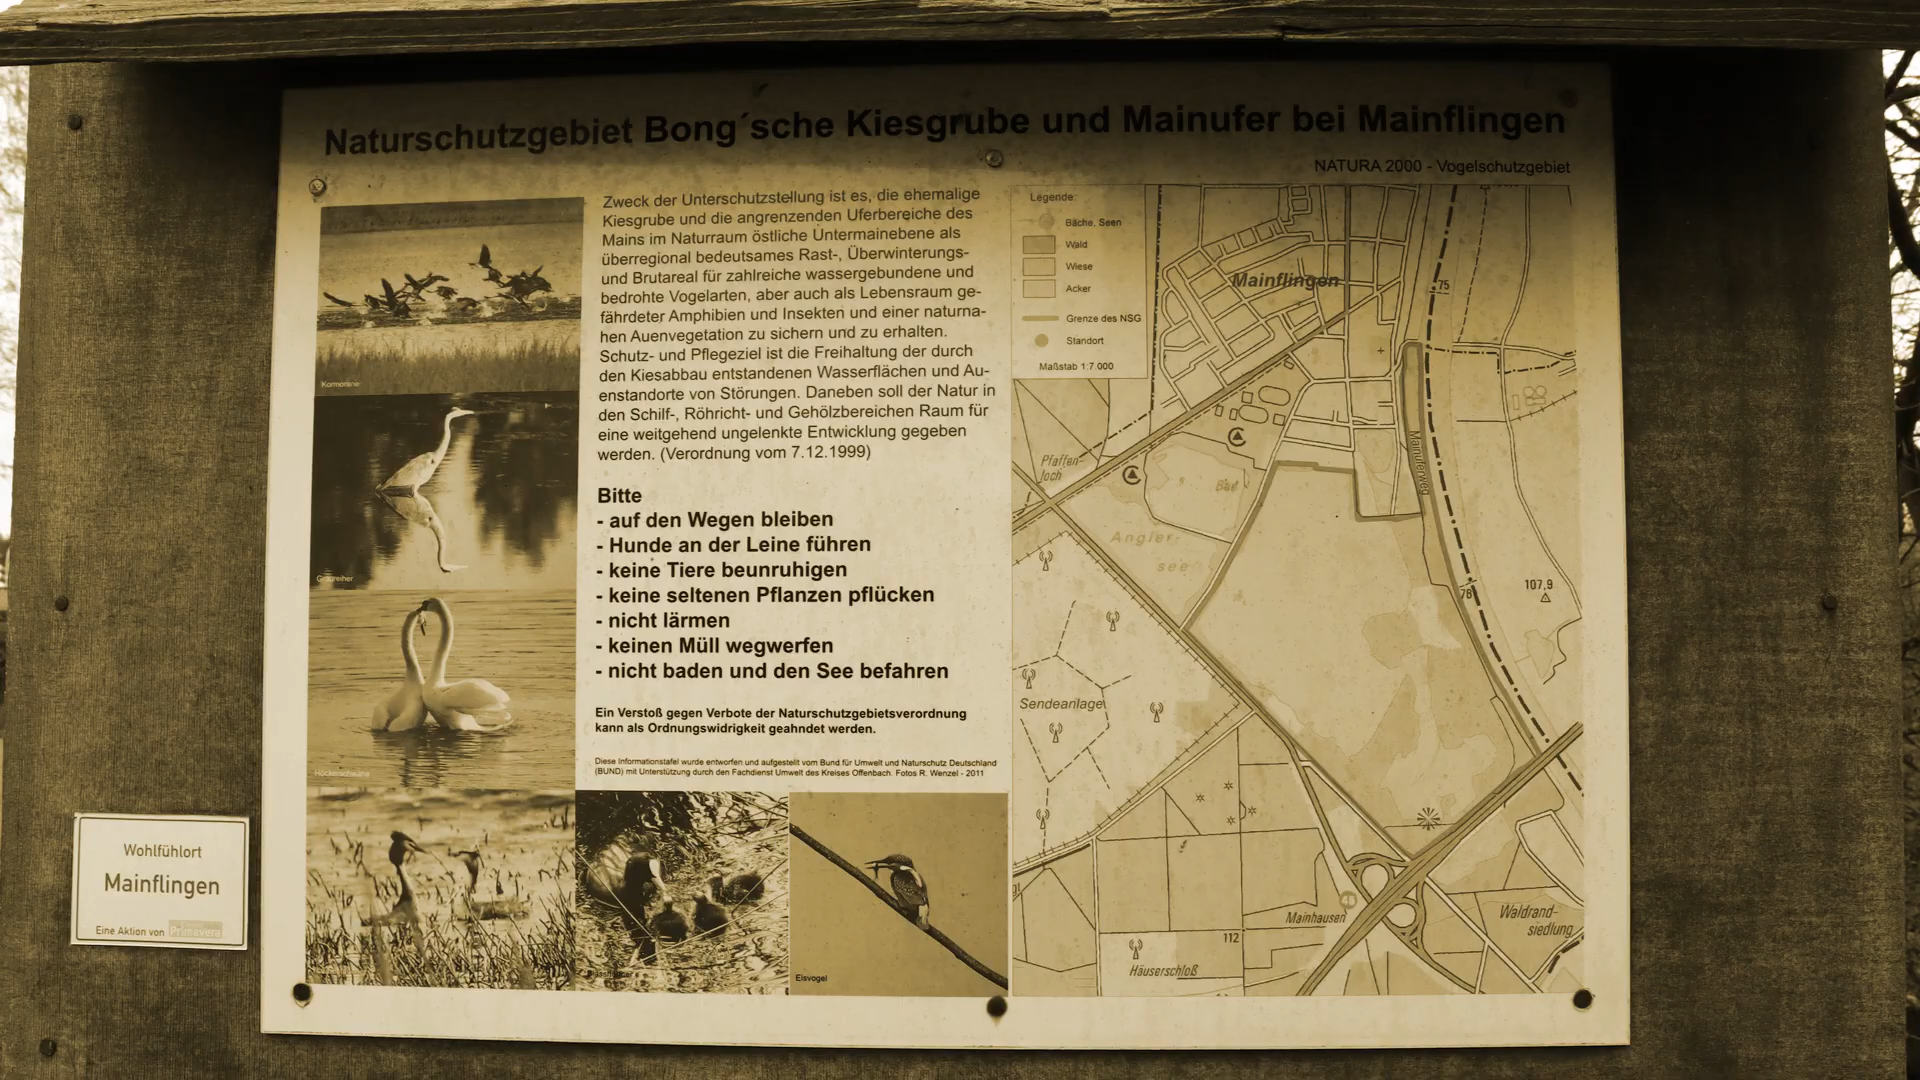 Naturschutzgebiet Bong´sche Kiesgrube und Mainufer bei Mainflingen
NATURA 2000 - Vogelschutzgebiet
Zweck der Unterschutzstellung ist es, die ehemalige
Kiesgrube und die angrenzenden Uferbereiche des
Mains im Naturraum östliche Untermainebene als
überregional bedeutsames Rast-, Überwinterungs-
und Brutareal für zahlreiche wassergebundene und
bedrohte Vogelarten, aber auch als Lebensraum ge-
fährdeter Amphibien und Insekten und einer naturna-
hen Auenvegetation zu sichern und zu erhalten.
Schutz- und Pflegeziel ist die Freihaltung der durch
den Kiesabbau entstandenen Wasserflächen und Au-
enstandorte von Störungen. Daneben soll der Natur in
den Schilf-, Röhricht- und Gehölzbereichen Raum für
eine weitgehend ungelenkte Entwicklung gegeben
werden. (Verordnung vom 7.12.1999)
Bitte
- auf den Wegen bleiben
- Hunde an der Leine führen
- keine Tiere beunruhigen
- keine seltenen Pflanzen pflücken
- nicht lärmen
- keinen Müll wegwerfen
- nicht baden und den See befahren
Ein Verstoß gegen Verbote der Naturschutzgebietsverordnung
kann als Ordnungswidrigkeit geahndet werden.
Diese Informationstafel wurde entworfen und aufgestellt vom Bund für Umwelt und Naturschutz Deutschland
(BUND) mit Unterstützung durch den Fachdienst Umwelt des Kreises Offenbach. Fotos R. Wenzel - 2011
Kormorane
Graureiher
Höckerschwäne
Eisvogel
Legende:
Bäche, Seen
Wald
Wiese
Acker
Grenze des NSG
Standort
Maßstab 1:7.000
Mainflingen
75
Pfaffen-
loch
Mainuferweg
Bad
Angler-
see
78
107,9
Sendeanlage
Mainhausen
45
112
Häuserschloß
Waldrand-
siedlung
Wohlfühlort
Mainflingen
Eine Aktion von Primavera